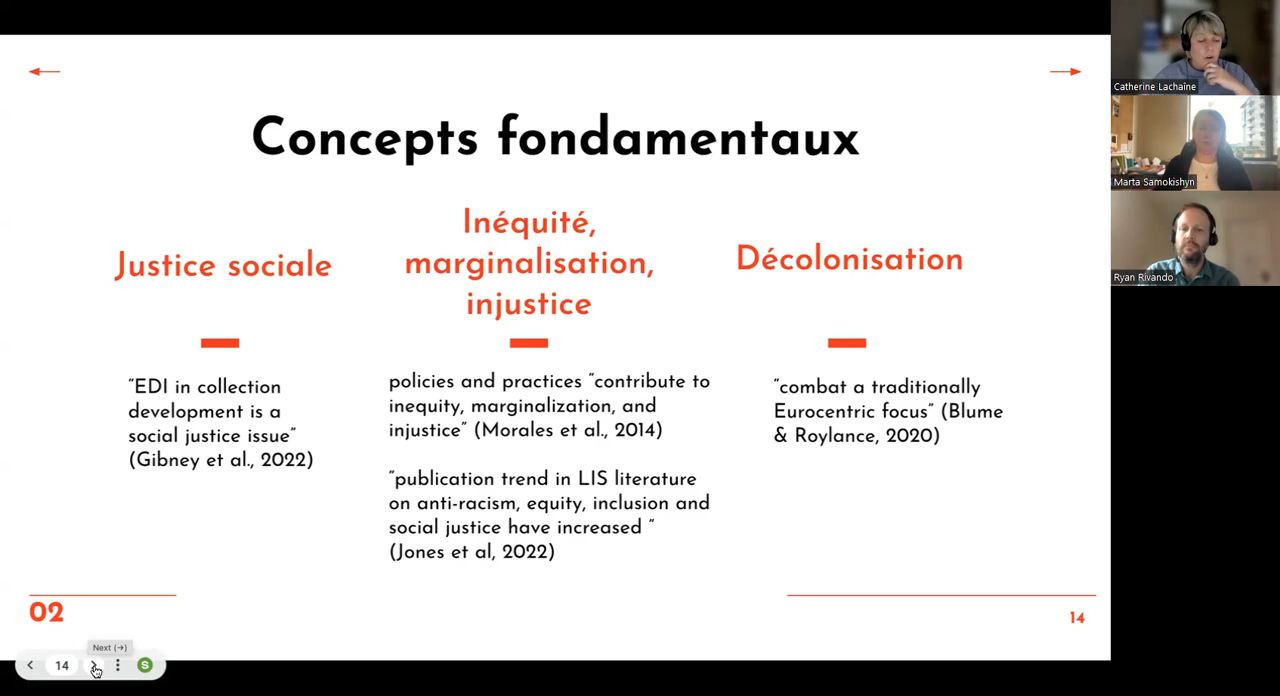 Concepts fondamentaux
Justice sociale
"EDI in collection
development is a
social justice issue"
(Gibney et al., 2022)
Inéquité,
marginalisation,
injustice
policies and practices "contribute to
inequity, marginalization, and
injustice" (Morales et al., 2014)
"publication trend in LIS literature
on anti-racism, equity, inclusion and
social justice have increased "
(Jones et al, 2022)
Décolonisation
"combat a traditionally
Eurocentric focus" (Blume
& Roylance, 2020)
02
14
Next (→)
14
S
Catherine Lachaîne
Marta Samokishyn
Ryan Rivando